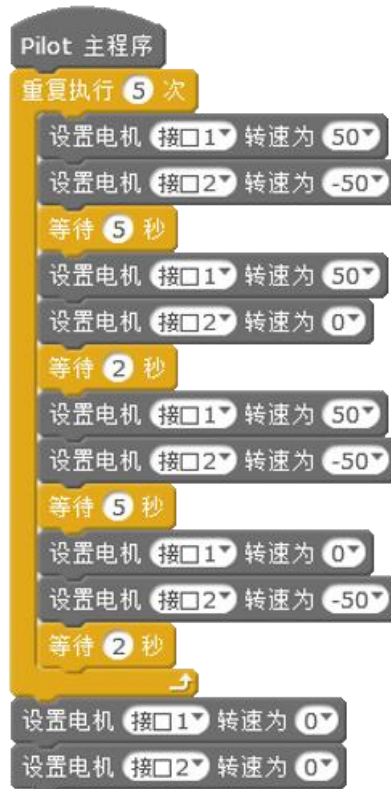 Pilot 主程序
重复执行 5 次
设置电机 接口1 转速为 50
设置电机 接口2 转速为 -50
等待 5 秒
设置电机 接口1 转速为 50
设置电机 接口2 转速为 0
等待 2 秒
设置电机 接口1 转速为 50
设置电机 接口2 转速为 -50
等待 5 秒
设置电机 接口1 转速为 0
设置电机 接口2 转速为 -50
等待 2 秒
设置电机 接口1 转速为 0
设置电机 接口2 转速为 0